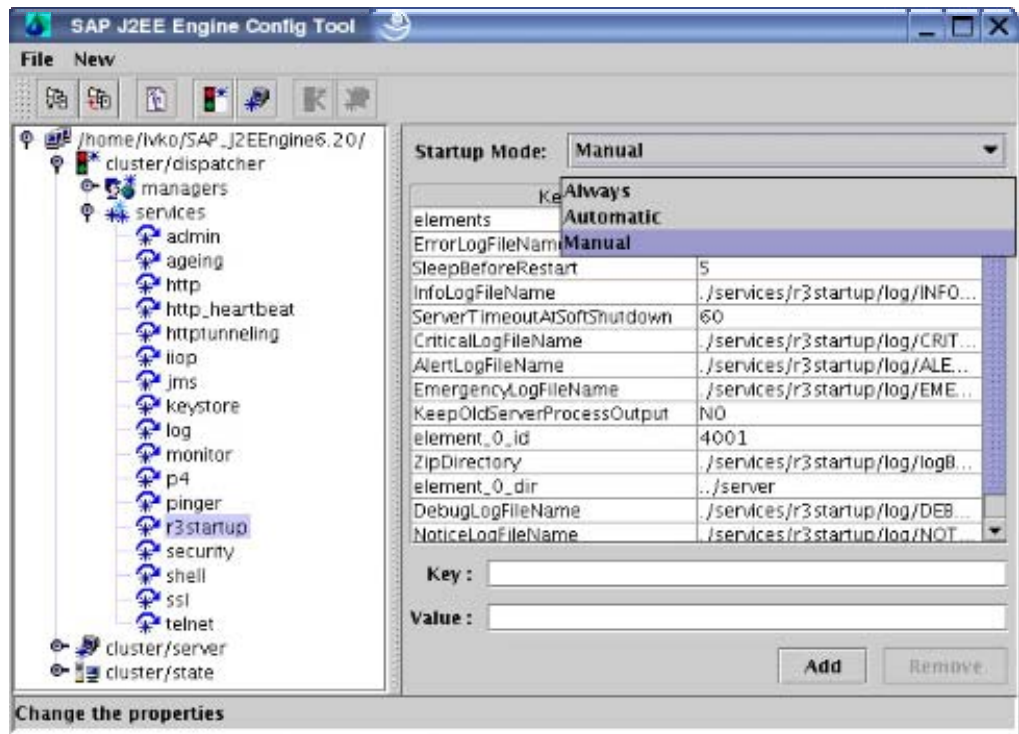 SAP J2EE Engine Config Tool
File New
/home/ivko/SAP_J2EEngine6.20/
cluster/dispatcher
managers
services
admin
ageing
http
http_heartbeat
httptunneling
iiop
jms
keystore
log
monitor
p4
pinger
r3startup
security
shell
ssl
telnet
cluster/server
cluster/state
Startup Mode: Manual
Always
Automatic
Manual
Ke
elements
ErrorLogFileNam
SleepBeforeRestart 5
InfoLogFileName ./services/r3startup/log/INFO...
ServerTimeoutAtSoftShutdown 60
CriticalLogFileName ./services/r3startup/log/CRIT...
AlertLogFileName ./services/r3startup/log/ALE...
EmergencyLogFileName ./services/r3startup/log/EME...
KeepOldServerProcessOutput NO
element_0_id 4001
ZipDirectory ./services/r3startup/log/logB...
element_0_dir ../server
DebugLogFileName ./services/r3startup/log/DEB...
NoticeLogFileName ./services/r3startup/log/NOT...
Key :
Value :
Add Remove
Change the properties